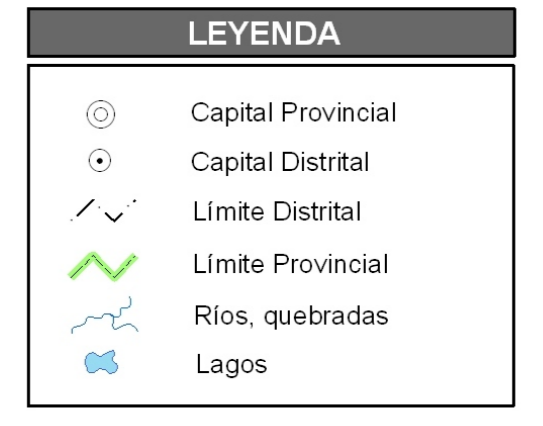 LEYENDA
Capital Provincial
Capital Distrital
Límite Distrital
Límite Provincial
Ríos, quebradas
Lagos